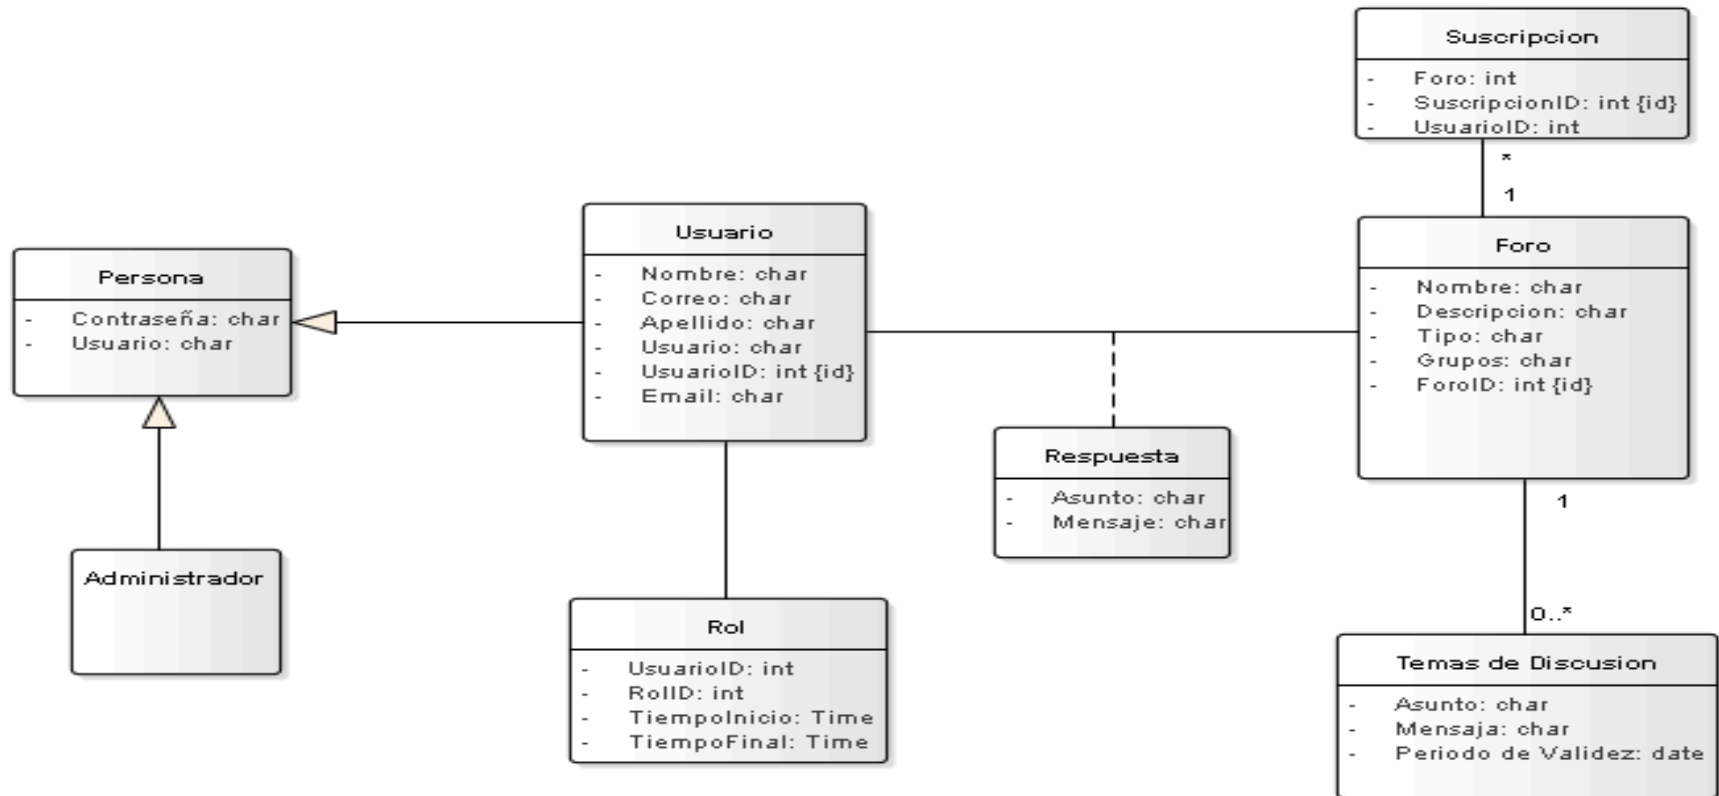 Suscripcion
- Foro: int
- SuscripcionID: int {id}
- UsuarioID: int
*
1
Foro
- Nombre: char
- Descripcion: char
- Tipo: char
- Grupos: char
- ForoID: int {id}
Usuario
- Nombre: char
- Correo: char
- Apellido: char
- Usuario: char
- UsuarioID: int {id}
- Email: char
Persona
- Contraseña: char
- Usuario: char
Respuesta
- Asunto: char
- Mensaje: char
1
0..*
Administrador
Rol
- UsuarioID: int
- RolID: int
- TiempoInicio: Time
- TiempoFinal: Time
Temas de Discusion
- Asunto: char
- Mensaja: char
- Periodo de Validez: date